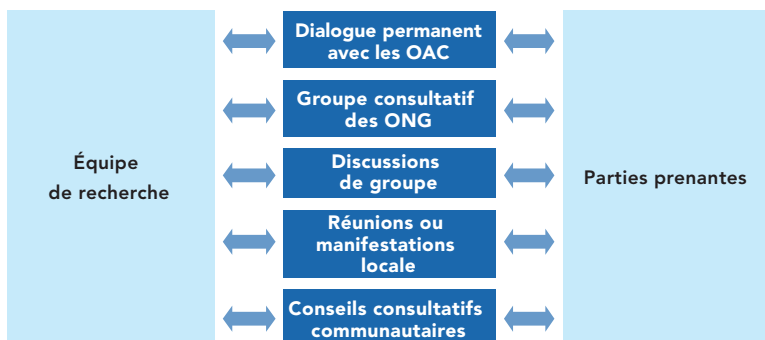 Équipe
de recherche
Dialogue permanent
avec les OAC
Groupe consultatif
des ONG
Discussions
de groupe
Réunions ou
manifestations
locale
Conseils consultatifs
communautaires
Parties prenantes